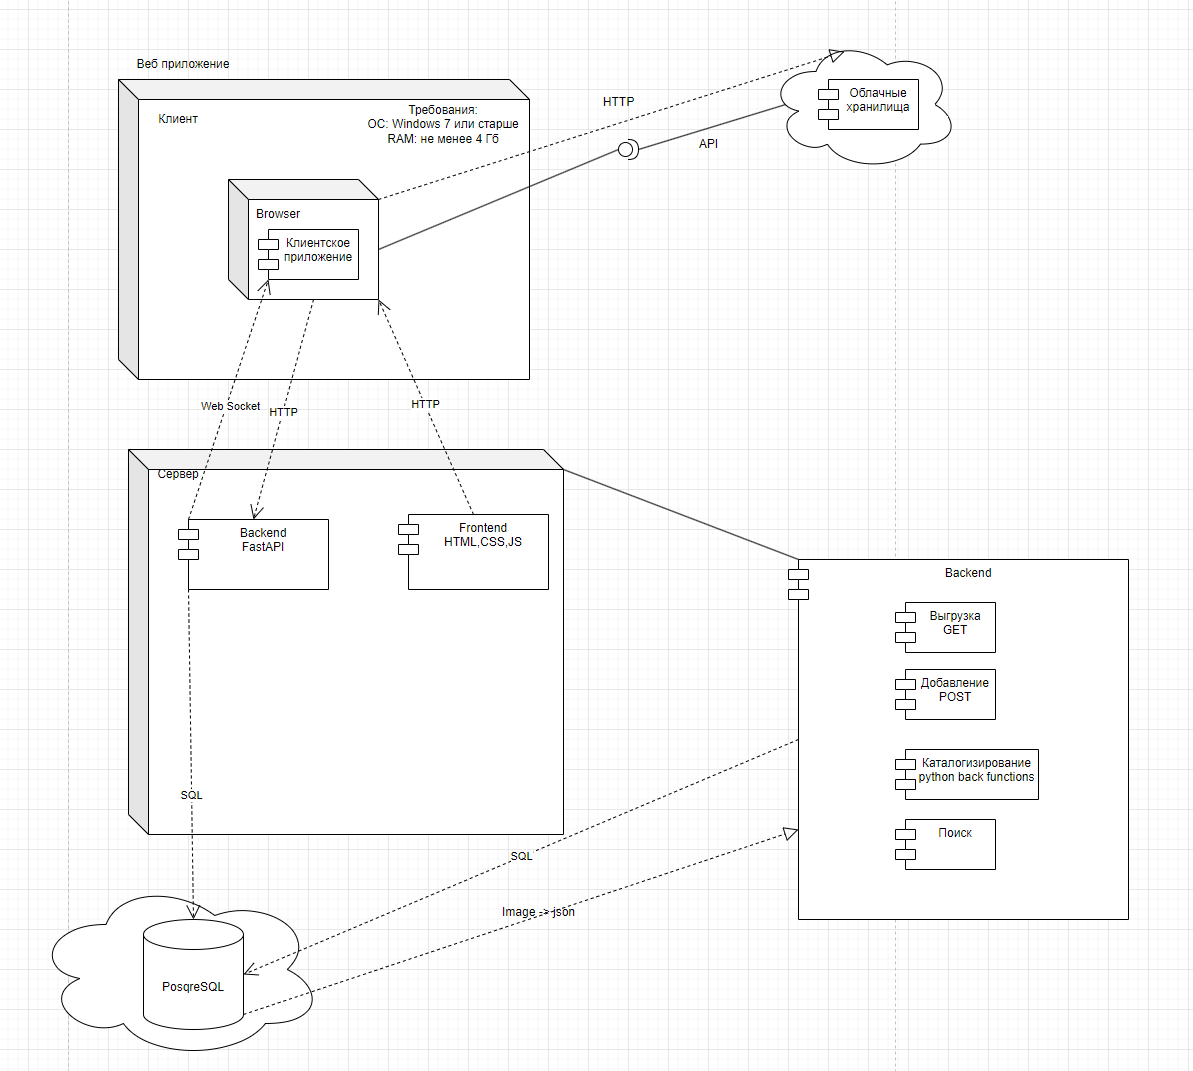 Веб приложение
Клиент
Требования:
ОС: Windows 7 или старше
RAM: не менее 4 Гб
HTTP
API
Облачные
хранилища
Browser
Клиентское
приложение
Web Socket
HTTP
HTTP
Сервер
Backend
FastAPI
Frontend
HTML,CSS,JS
Backend
Выгрузка
GET
Добавление
POST
Каталогизирование
python back functions
Поиск
SQL
SQL
Image -> json
PosqreSQL